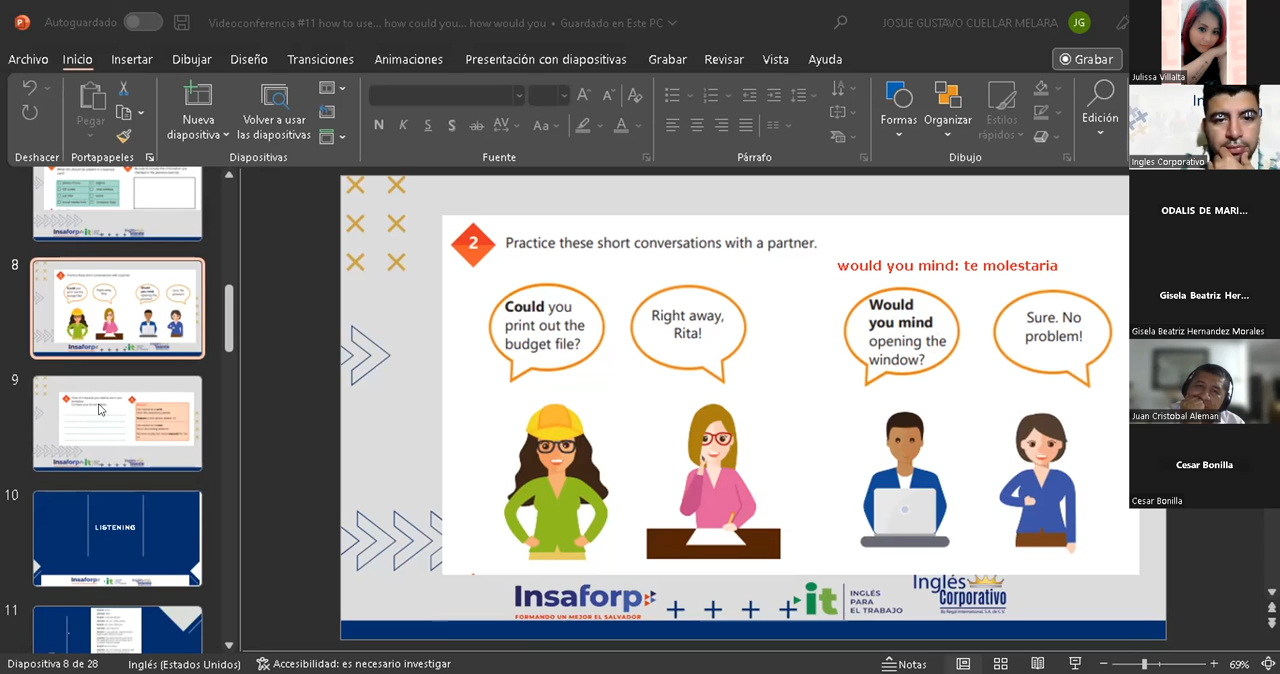 Autoguardado
Videoconferencia #11 how to use... how could you... how would you • Guardado en Este PC
JOSUE GUSTAVO CUELLAR MELARA
JG
Archivo Inicio Insertar Dibujar Diseño Transiciones Animaciones Presentación con diapositivas Grabar Revisar Vista Ayuda
Grabar
Pegar
Nueva diapositiva
Volver a usar las diapositivas
Formas
Organizar
Estilos rápidos
Edición
Deshacer
Portapapeles
Diapositivas
Fuente
Párrafo
Dibujo
8
9
10
LISTENING
11
2
Practice these short conversations with a partner.
would you mind: te molestaria
Could you
print out the
budget file?
Right away,
Rita!
Would
you mind
opening the
window?
Sure. No
problem!
Insaforp
FORMANDO UN MEJOR EL SALVADOR
it
INGLÉS
PARA
EL TRABAJO
Inglés
Corporativo
Julissa Villalta
Ingles Corporativo
ODALIS DE MARI...
Gisela Beatriz Her...
Gisela Beatriz Hernandez Morales
Juan Cristobal Aleman
Cesar Bonilla
Cesar Bonilla
Diapositiva 8 de 28
Inglés (Estados Unidos)
Accesibilidad: es necesario investigar
Notas
69%